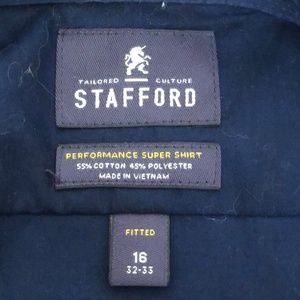 TAILORED CULTURE
STAFFORD
PERFORMANCE SUPER SHIRT
55% COTTON 45% POLYESTER
MADE IN VIETNAM
FITTED
16
32-33